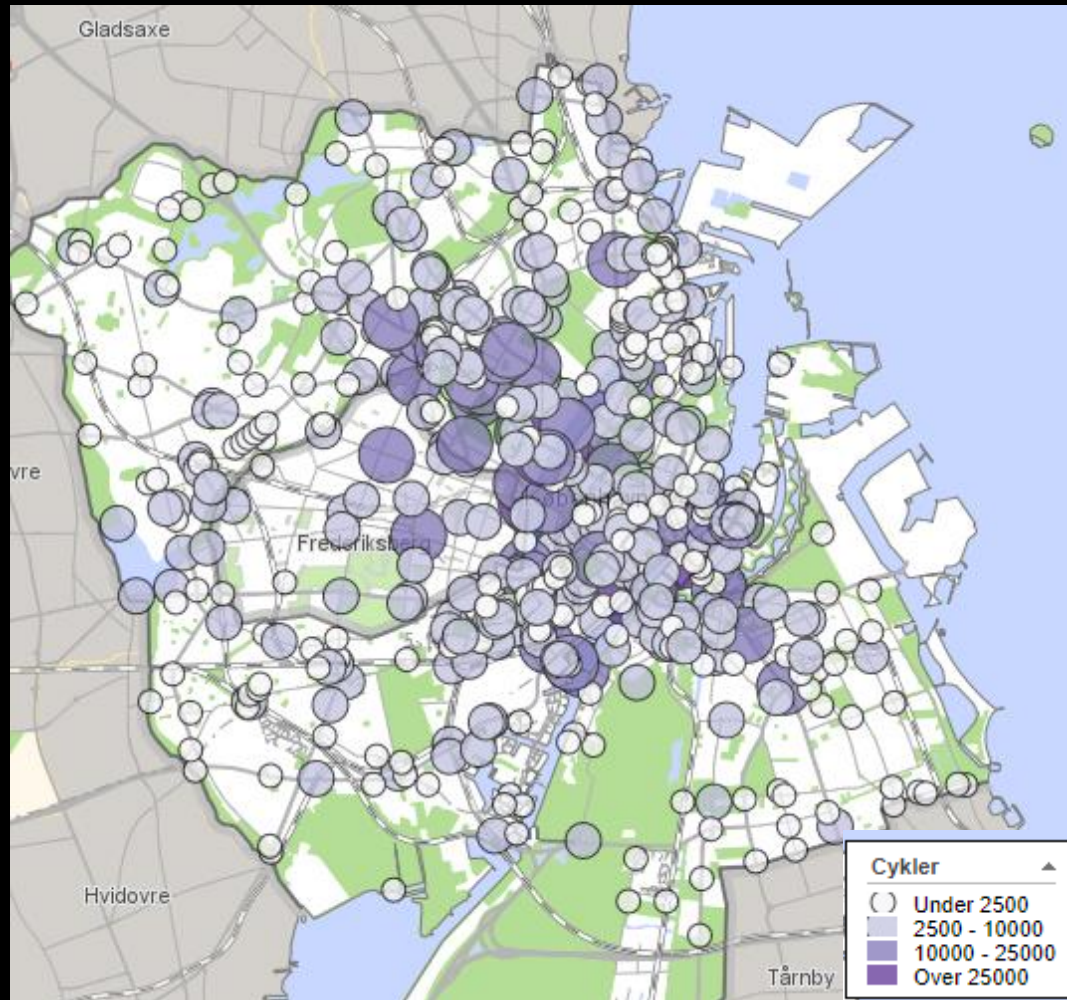 Gladsaxe
vre
Frederiksberg
Hvidovre
Tårnby
Cykler
Under 2500
2500 - 10000
10000 - 25000
Over 25000